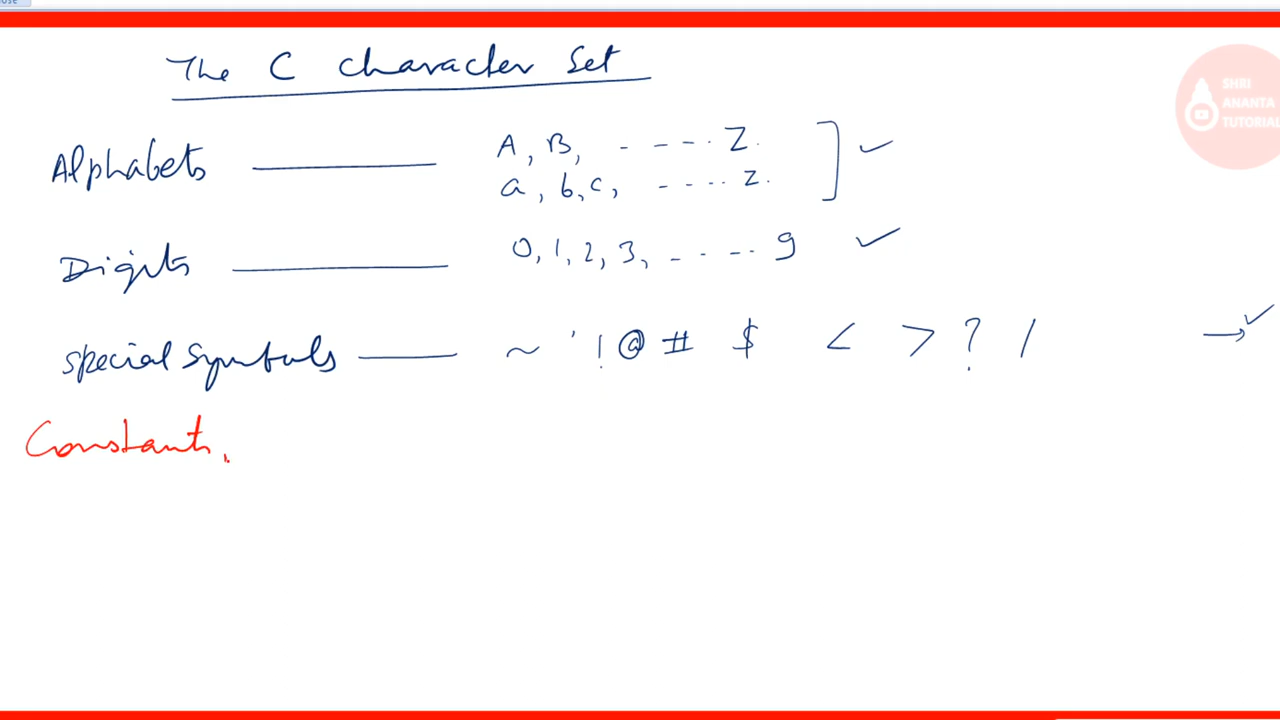 The C Character Set
Alphabets —— A, B, - - - - . Z.
a, b, c, - - . . . z.
Digits —— 0, 1, 2, 3, - . . - . . 9
Special Symbols —— ~ ' ! @ # $ < > ? /
Constants,
SHRI
ANANTA
TUTORIAL